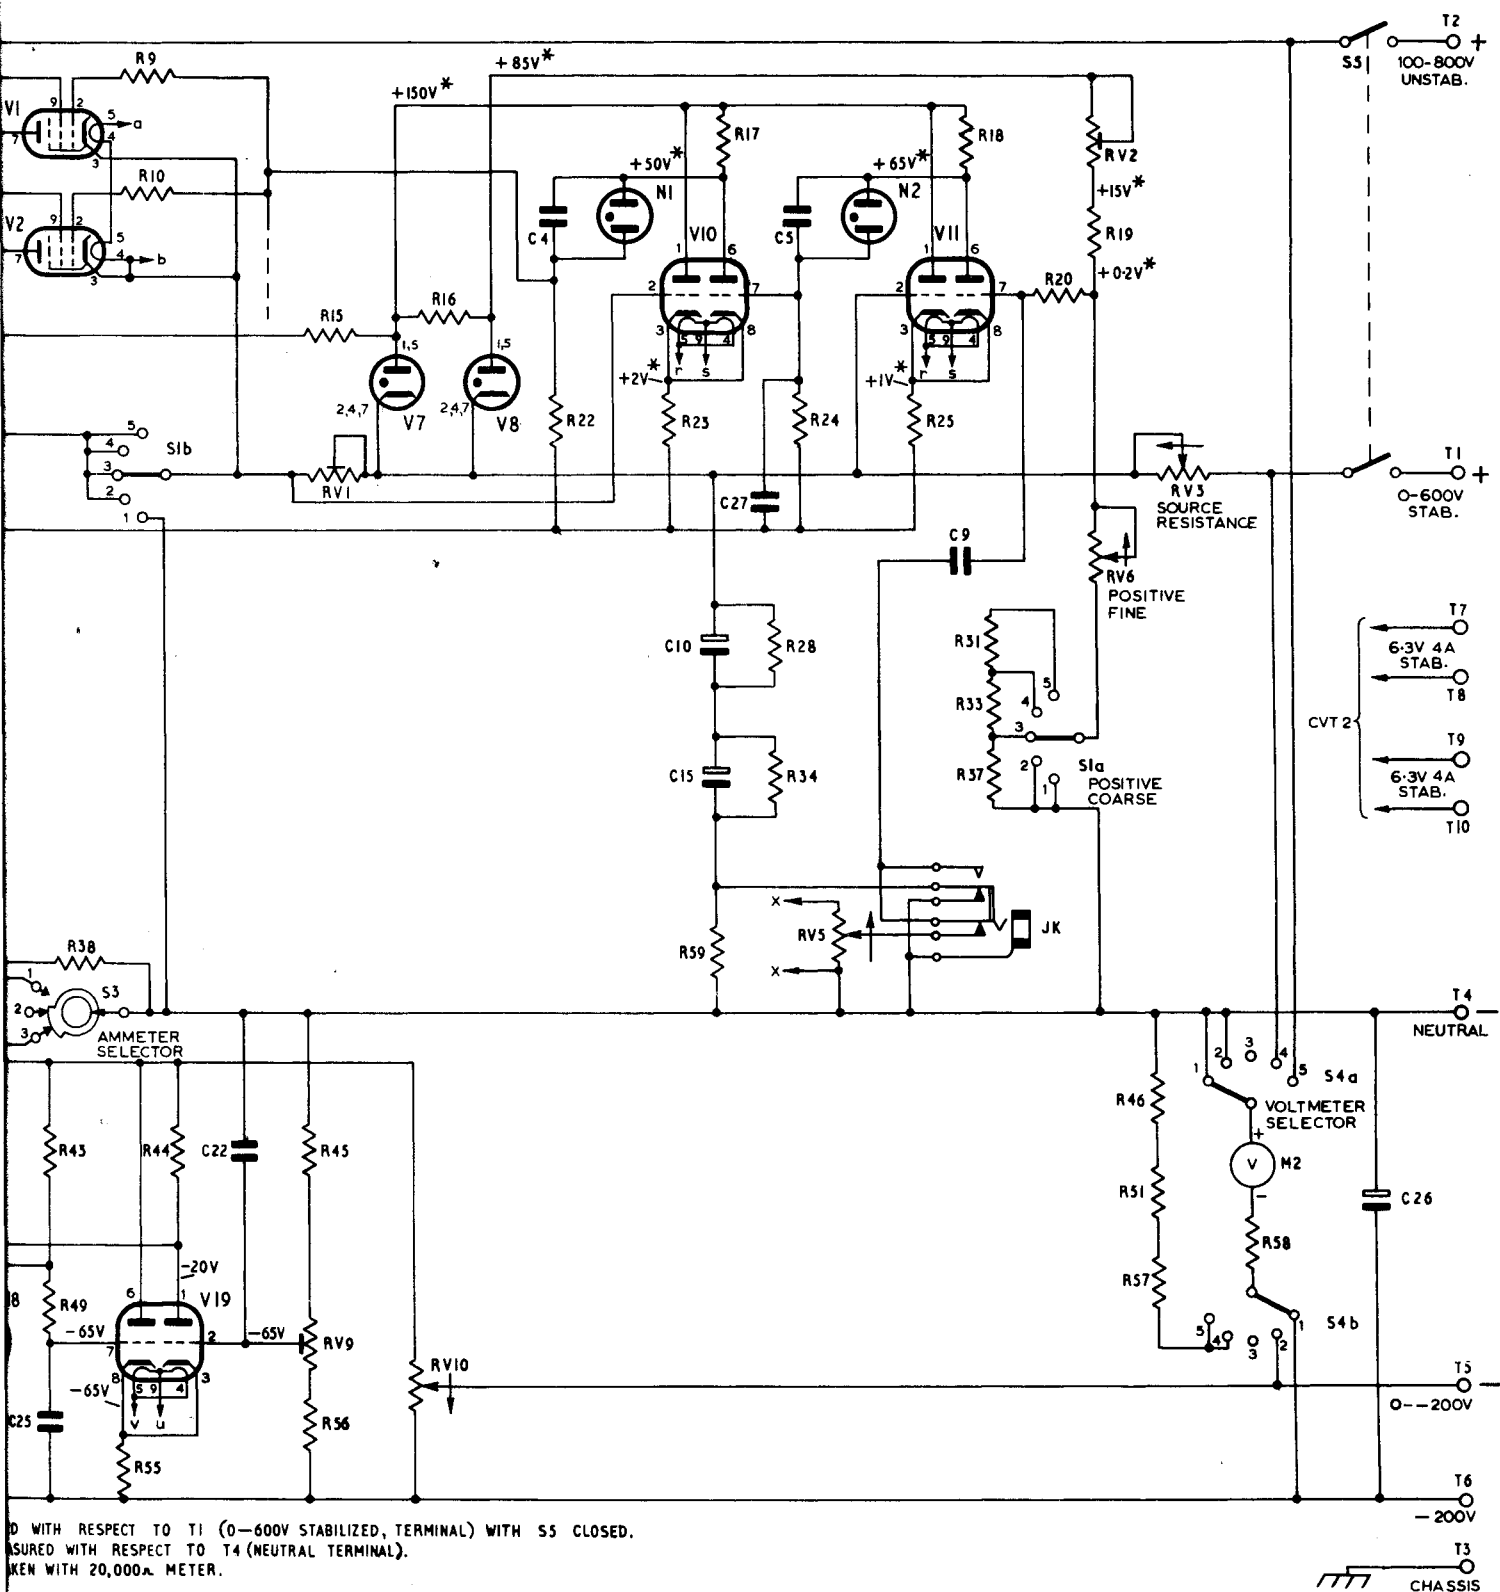 T2
+
S5
100-800V
UNSTAB.
+85V*
+150V*
R9
V1
9 2
5
a
4
7
3
R17
R18
RV2
+50V*
N1
+65V*
N2
+15V*
R10
V2
9 2
5
4
b
7
3
C4
V10
C5
V11
R19
1 6
1 6
+0·2V*
R20
2 7
2 7
R15
R16
3 8
5 9 4
r s
3 8
5 9 4
r s
1,5
1,5
+2V*
+1V*
2,4,7
V7
2,4,7
V8
R22
R23
R24
R25
5
4
3
2
1
S1b
RV1
C27
RV3
SOURCE
RESISTANCE
T1
+
0-600V
STAB.
C9
RV6
POSITIVE
FINE
C10
R28
R31
R33
5
4
3
2
1
R37
S1a
POSITIVE
COARSE
C15
R34
T7
6·3V 4A
STAB.
T8
CVT 2
T9
6·3V 4A
STAB.
T10
X
RV5
X
JK
R59
R38
1
2
3
S3
AMMETER
SELECTOR
T4
—
NEUTRAL
1 2 3 4 5
S4a
VOLTMETER
SELECTOR
R46
+
V
M2
−
R51
R58
R57
C26
R43
R44
C22
R45
-20V
6 1
V19
18
R49
-65V
7 2
-65V
RV9
8 3
5 9 4
-65V
v u
C25
R55
R56
RV10
5 4 3 2 1
S4b
T5
—
0--200V
T6
-200V
T3
CHASSIS
D WITH RESPECT TO T1 (0-600V STABILIZED, TERMINAL) WITH S5 CLOSED.
ASURED WITH RESPECT TO T4 (NEUTRAL TERMINAL).
KEN WITH 20,000Ω METER.